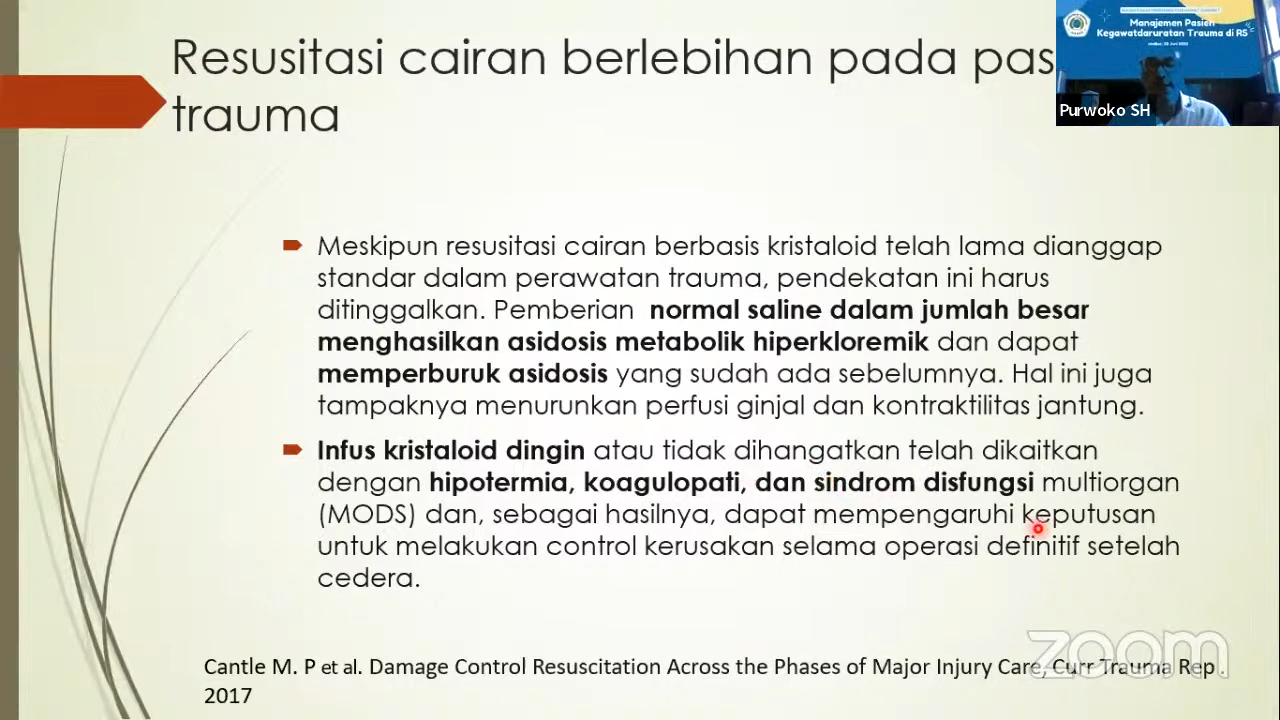 Resusitasi cairan berlebihan pada pas
trauma
Manajemen Pasien
Kegawatdaruratan Trauma di RS
Purwoko SH
Meskipun resusitasi cairan berbasis kristaloid telah lama dianggap
standar dalam perawatan trauma, pendekatan ini harus
ditinggalkan. Pemberian normal saline dalam jumlah besar
menghasilkan asidosis metabolik hiperkloremik dan dapat
memperburuk asidosis yang sudah ada sebelumnya. Hal ini juga
tampaknya menurunkan perfusi ginjal dan kontraktilitas jantung.
Infus kristaloid dingin atau tidak dihangatkan telah dikaitkan
dengan hipotermia, koagulopati, dan sindrom disfungsi multiorgan
(MODS) dan, sebagai hasilnya, dapat mempengaruhi keputusan
untuk melakukan control kerusakan selama operasi definitif setelah
cedera.
zoom
Cantle M. P et al. Damage Control Resuscitation Across the Phases of Major Injury Care, Curr Trauma Rep .
2017